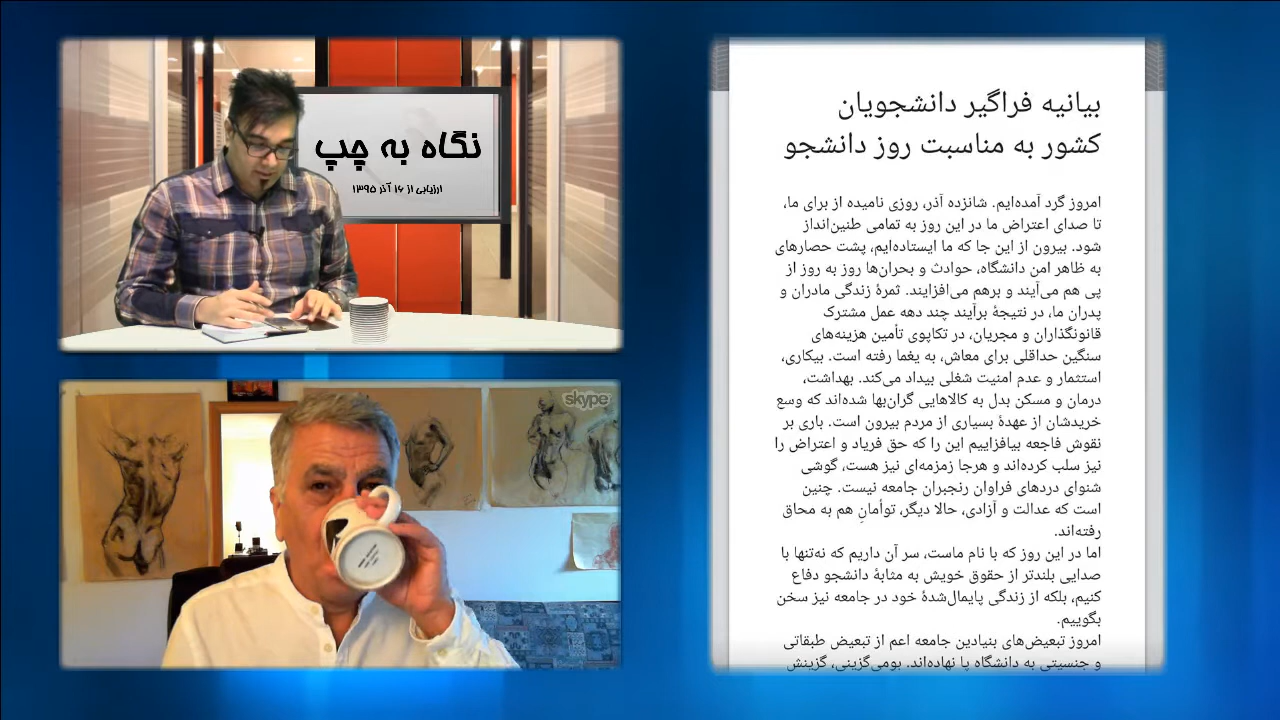 نگاه به چپ
ارزیابی از ۱۶ آذر ۱۳۹۵
skype
بیانیه فراگیر دانشجویان
کشور به مناسبت روز دانشجو
امروز گرد آمده‌ایم. شانزده آذر، روزی نامیده از برای ما،
تا صدای اعتراض ما در این روز به تمامی طنین‌انداز
شود. بیرون از این جا که ما ایستاده‌ایم، پشت حصارهای
به ظاهر امن دانشگاه، حوادث و بحران‌ها روز به روز از
پی هم می‌آیند و برهم می‌افزایند. ثمرهٔ زندگی مادران و
پدران ما، در نتیجهٔ برآیند چند دهه عمل مشترک
قانونگذاران و مجریان، در تکاپوی تأمین هزینه‌های
سنگین حداقلی برای معاش، به یغما رفته است. بیکاری،
استثمار و عدم امنیت شغلی بیداد می‌کند. بهداشت،
درمان و مسکن بدل به کالاهایی گران‌بها شده‌اند که وسع
خریدشان از عهدهٔ بسیاری از مردم بیرون است. باری بر
نقوش فاجعه بیافزاییم این را که حق فریاد و اعتراض را
نیز سلب کرده‌اند و هرجا زمزمه‌ای نیز هست، گوشی
شنوای دردهای فراوان رنجبران جامعه نیست. چنین
است که عدالت و آزادی، حالا دیگر، توأمانِ هم به محاق
رفته‌اند.
اما در این روز که با نام ماست، سر آن داریم که نه‌تنها با
صدایی بلندتر از حقوق خویش به مثابهٔ دانشجو دفاع
کنیم، بلکه از زندگی پایمال‌شدهٔ خود در جامعه نیز سخن
بگوییم.
امروز تبعیض‌های بنیادین جامعه اعم از تبعیض طبقاتی
و جنسیتی به دانشگاه پا نهاده‌اند. بومی‌گزینی، گزینش